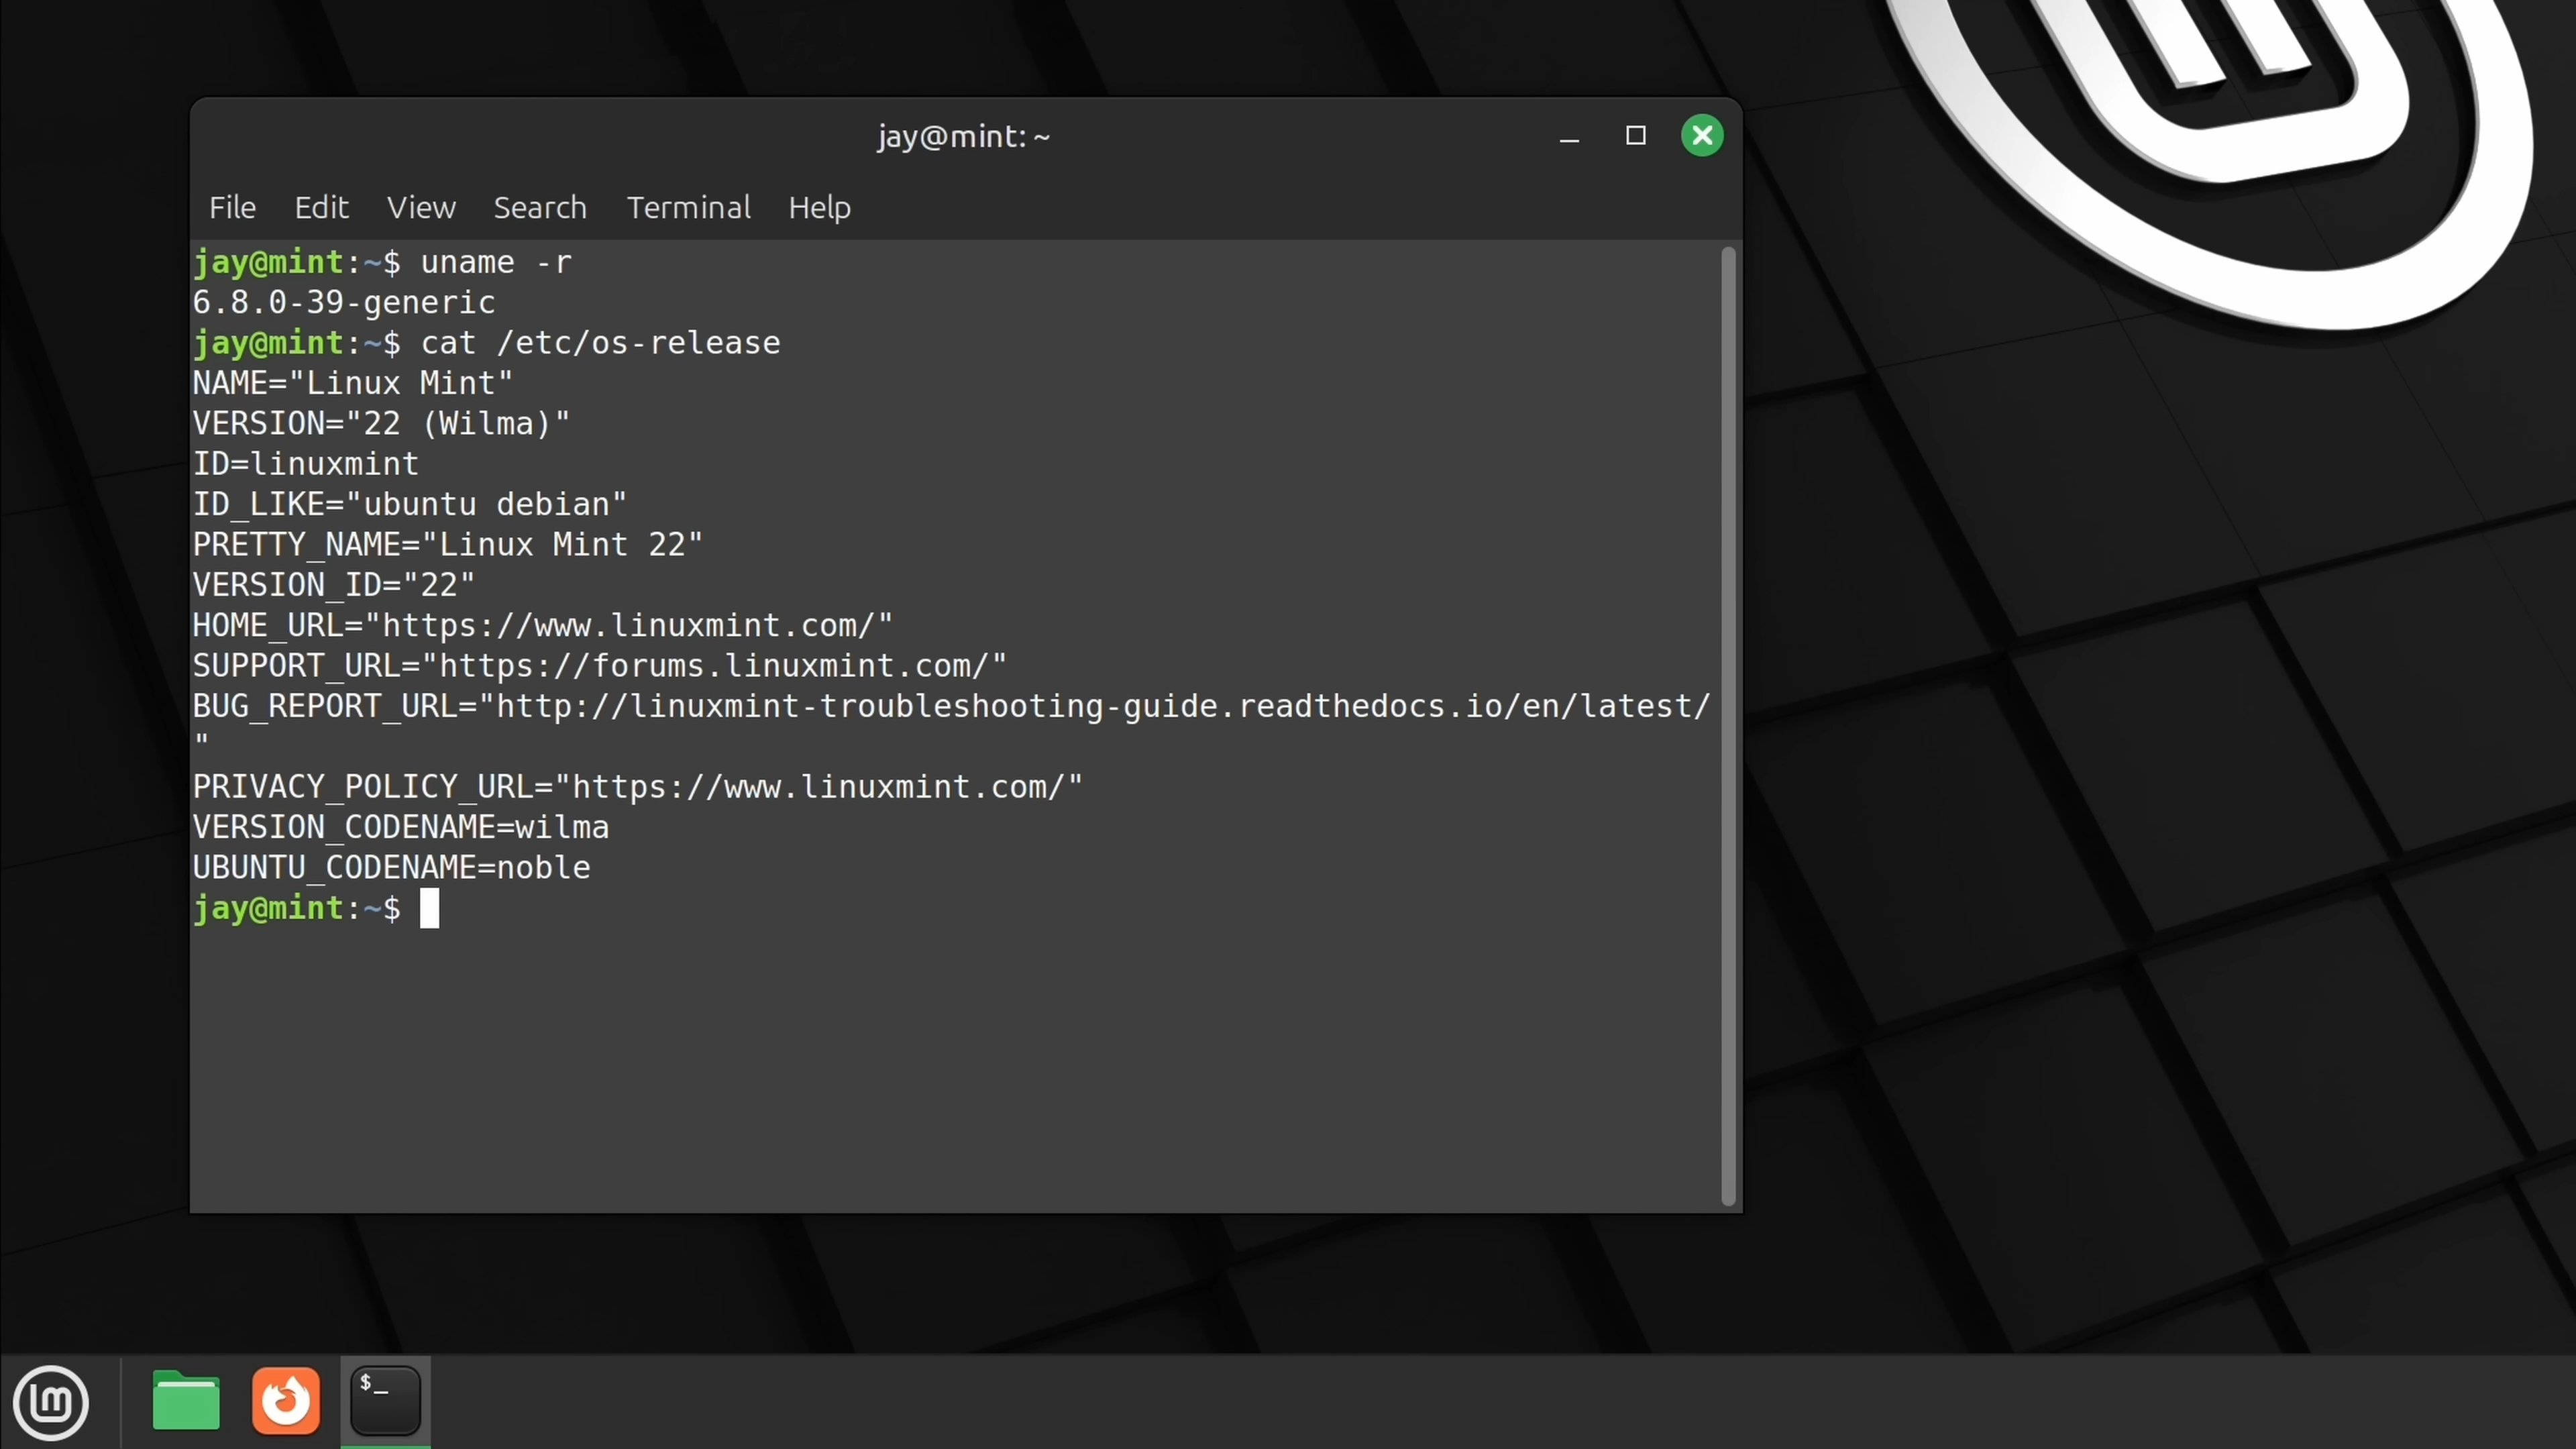 jay@mint: ~
File Edit View Search Terminal Help
jay@mint:~$ uname -r
6.8.0-39-generic
jay@mint:~$ cat /etc/os-release
NAME="Linux Mint"
VERSION="22 (Wilma)"
ID=linuxmint
ID_LIKE="ubuntu debian"
PRETTY_NAME="Linux Mint 22"
VERSION_ID="22"
HOME_URL="https://www.linuxmint.com/"
SUPPORT_URL="https://forums.linuxmint.com/"
BUG_REPORT_URL="http://linuxmint-troubleshooting-guide.readthedocs.io/en/latest/
"
PRIVACY_POLICY_URL="https://www.linuxmint.com/"
VERSION_CODENAME=wilma
UBUNTU_CODENAME=noble
jay@mint:~$
$_